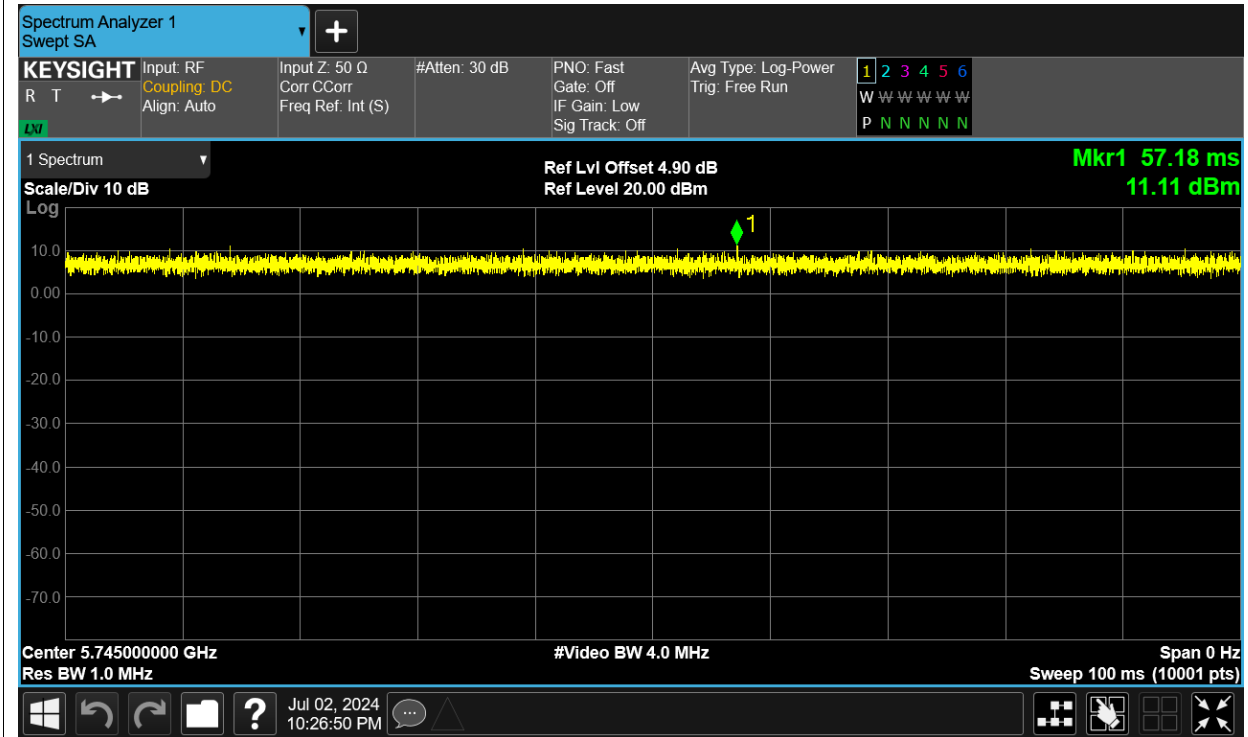 Spectrum Analyzer 1
Swept SA
KEYSIGHT
R T
LXI
Input: RF
Coupling: DC
Align: Auto
Input Z: 50 Ω
Corr CCorr
Freq Ref: Int (S)
#Atten: 30 dB
PNO: Fast
Gate: Off
IF Gain: Low
Sig Track: Off
Avg Type: Log-Power
Trig: Free Run
1 2 3 4 5 6
W W W W W W
P N N N N N
1 Spectrum
Scale/Div 10 dB
Log
Ref Lvl Offset 4.90 dB
Ref Level 20.00 dBm
Mkr1 57.18 ms
11.11 dBm
1
10.0
0.00
-10.0
-20.0
-30.0
-40.0
-50.0
-60.0
-70.0
Center 5.745000000 GHz
Res BW 1.0 MHz
#Video BW 4.0 MHz
Span 0 Hz
Sweep 100 ms (10001 pts)
?
Jul 02, 2024
10:26:50 PM